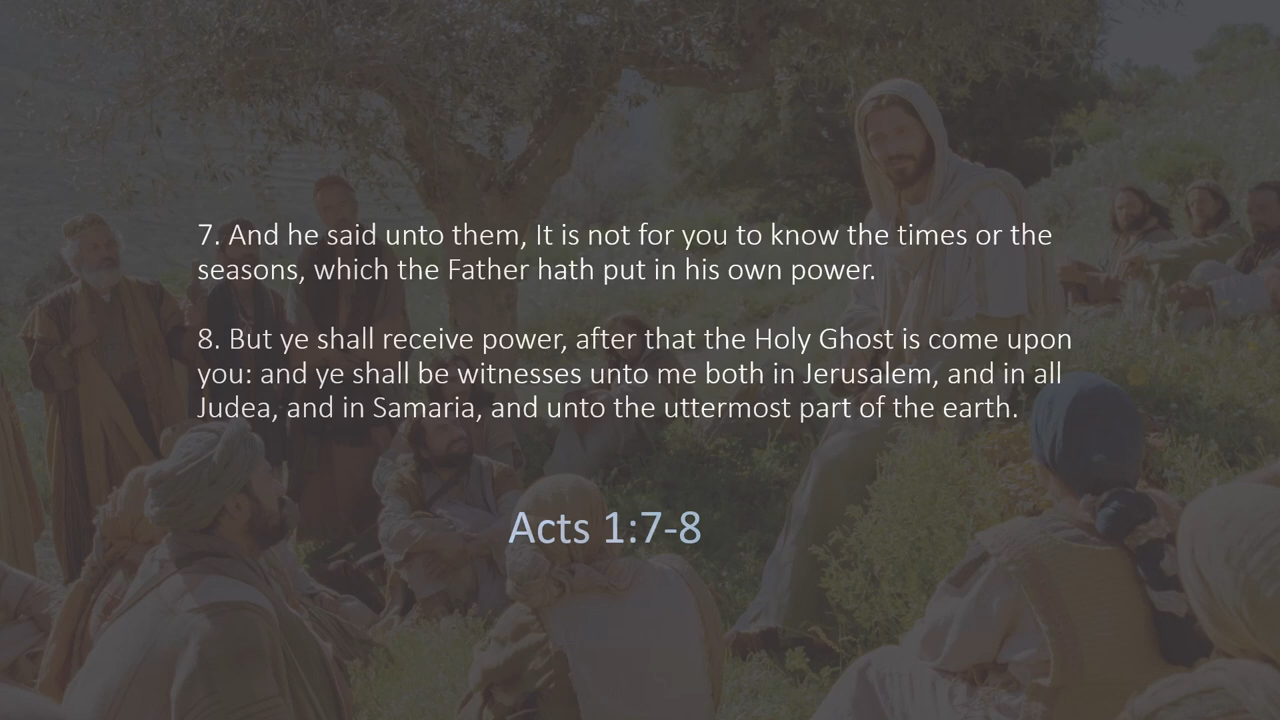 7. And he said unto them, It is not for you to know the times or the
seasons, which the Father hath put in his own power.
8. But ye shall receive power, after that the Holy Ghost is come upon
you: and ye shall be witnesses unto me both in Jerusalem, and in all
Judea, and in Samaria, and unto the uttermost part of the earth.
Acts 1:7-8